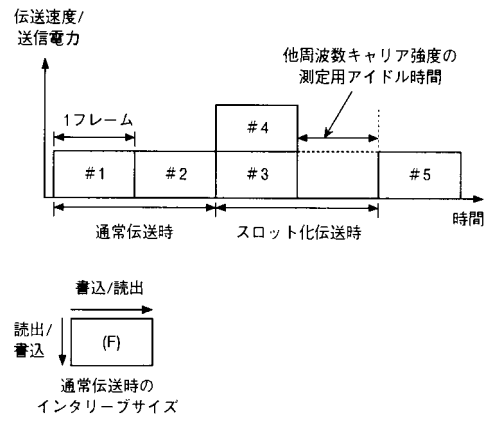 伝送速度/
送信電力
他周波数キャリア強度の
測定用アイドル時間
1フレーム
#4
#1
#2
#3
#5
時間
通常伝送時
スロット化伝送時
書込/読出
読出/
書込
(F)
通常伝送時の
インタリーブサイズ